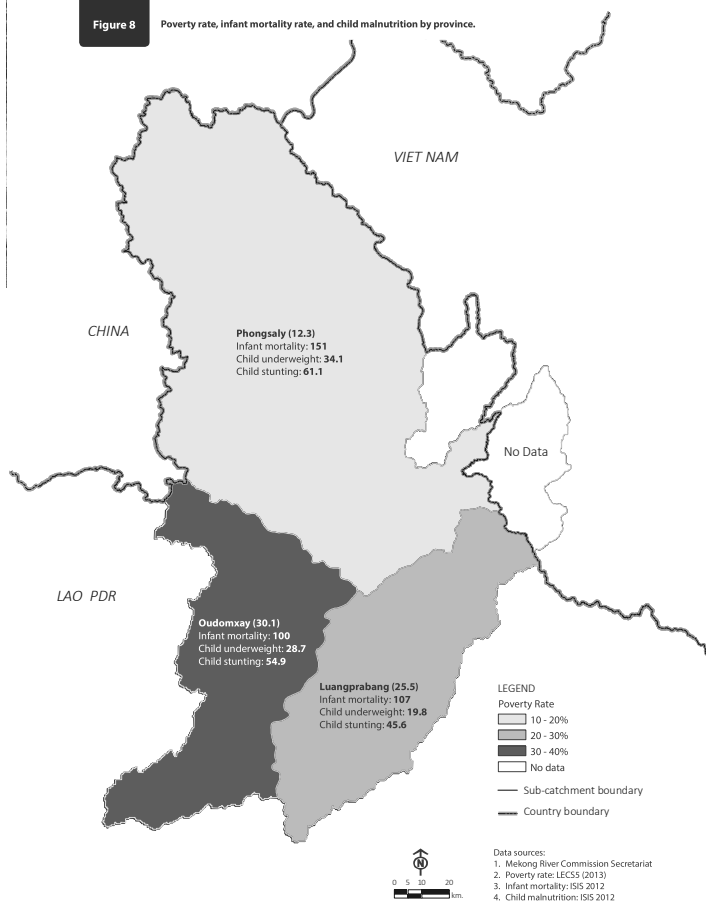 Figure 8
Poverty rate, infant mortality rate, and child malnutrition by province.
VIET NAM
CHINA
Phongsaly (12.3)
Infant mortality: 151
Child underweight: 34.1
Child stunting: 61.1
No Data
LAO PDR
Oudomxay (30.1)
Infant mortality: 100
Child underweight: 28.7
Child stunting: 54.9
Luangprabang (25.5)
Infant mortality: 107
Child underweight: 19.8
Child stunting: 45.6
LEGEND
Poverty Rate
10 - 20%
20 - 30%
30 - 40%
No data
Sub-catchment boundary
Country boundary
N
0 5 10 20
km.
Data sources:
1. Mekong River Commission Secretariat
2. Poverty rate: LECS5 (2013)
3. Infant mortality: ISIS 2012
4. Child malnutrition: ISIS 2012